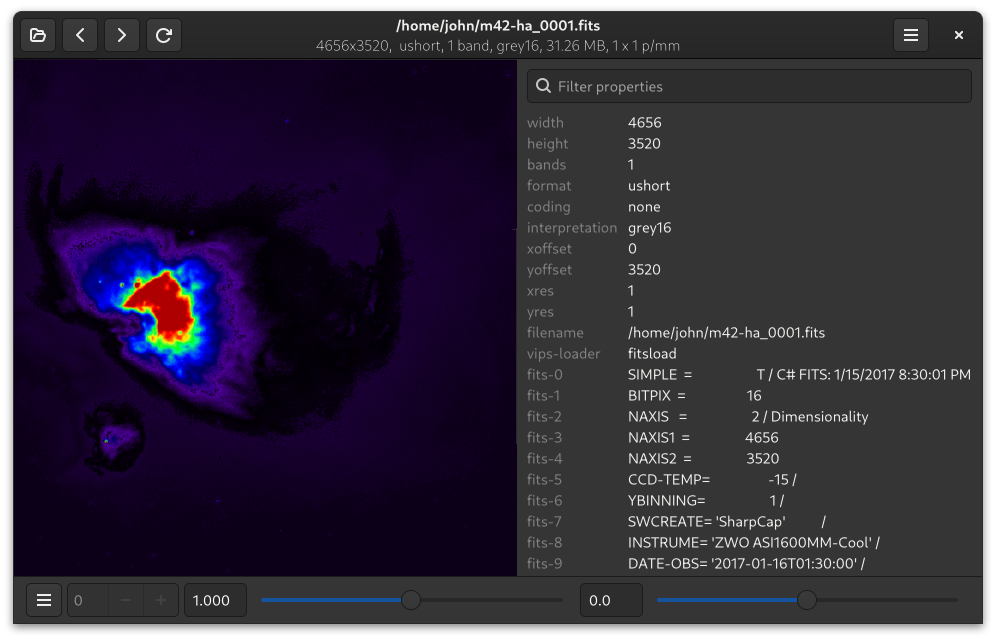 /home/john/m42-ha_0001.fits
4656x3520, ushort, 1 band, grey16, 31.26 MB, 1 x 1 p/mm
Filter properties
width 4656
height 3520
bands 1
format ushort
coding none
interpretation grey16
xoffset 0
yoffset 3520
xres 1
yres 1
filename /home/john/m42-ha_0001.fits
vips-loader fitsload
fits-0 SIMPLE = T / C# FITS: 1/15/2017 8:30:01 PM
fits-1 BITPIX = 16
fits-2 NAXIS = 2 / Dimensionality
fits-3 NAXIS1 = 4656
fits-4 NAXIS2 = 3520
fits-5 CCD-TEMP= -15 /
fits-6 YBINNING= 1 /
fits-7 SWCREATE= 'SharpCap' /
fits-8 INSTRUME= 'ZWO ASI1600MM-Cool' /
fits-9 DATE-OBS= '2017-01-16T01:30:00' /
0 − + 1.000 0.0